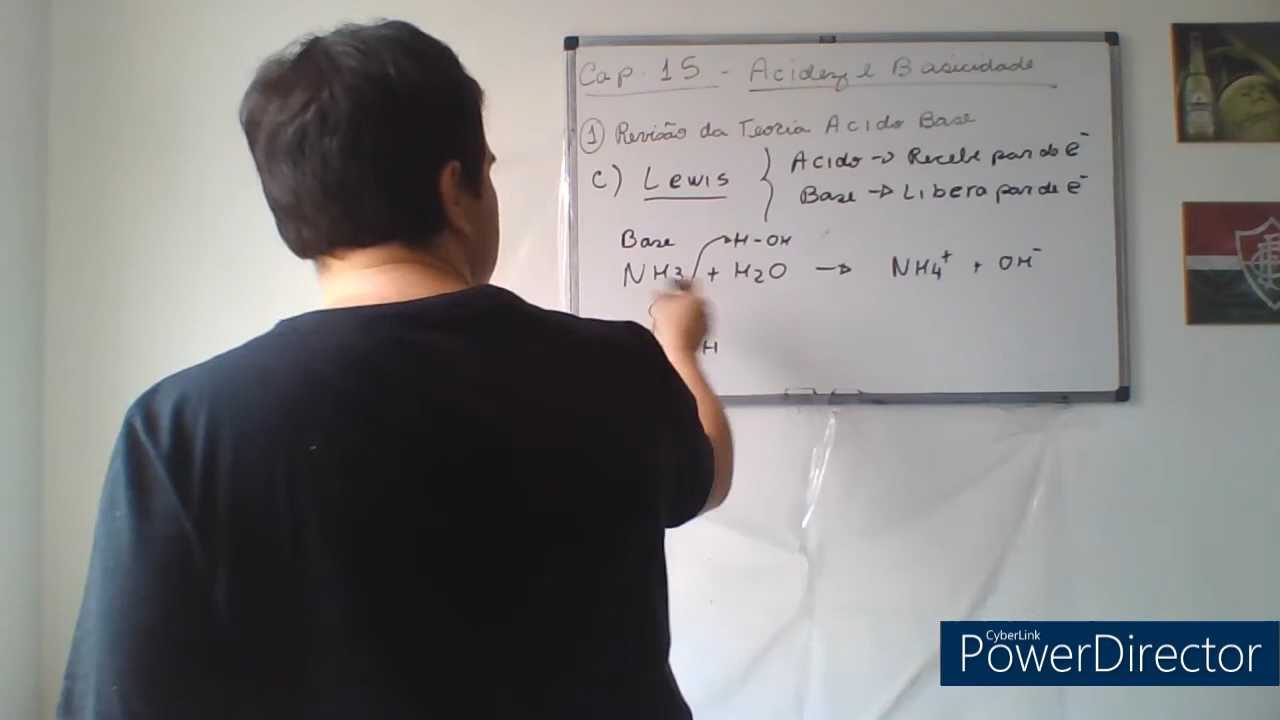 Cap. 15 - Acidez e Basicidade
① Revisão da Teoria Acido Base
c) Lewis } Acido → Recebe par de e⁻
Base → Libera par de e⁻
Base H-OH
NH3 + H2O → NH4⁺ + OH⁻
H
CyberLink
PowerDirector